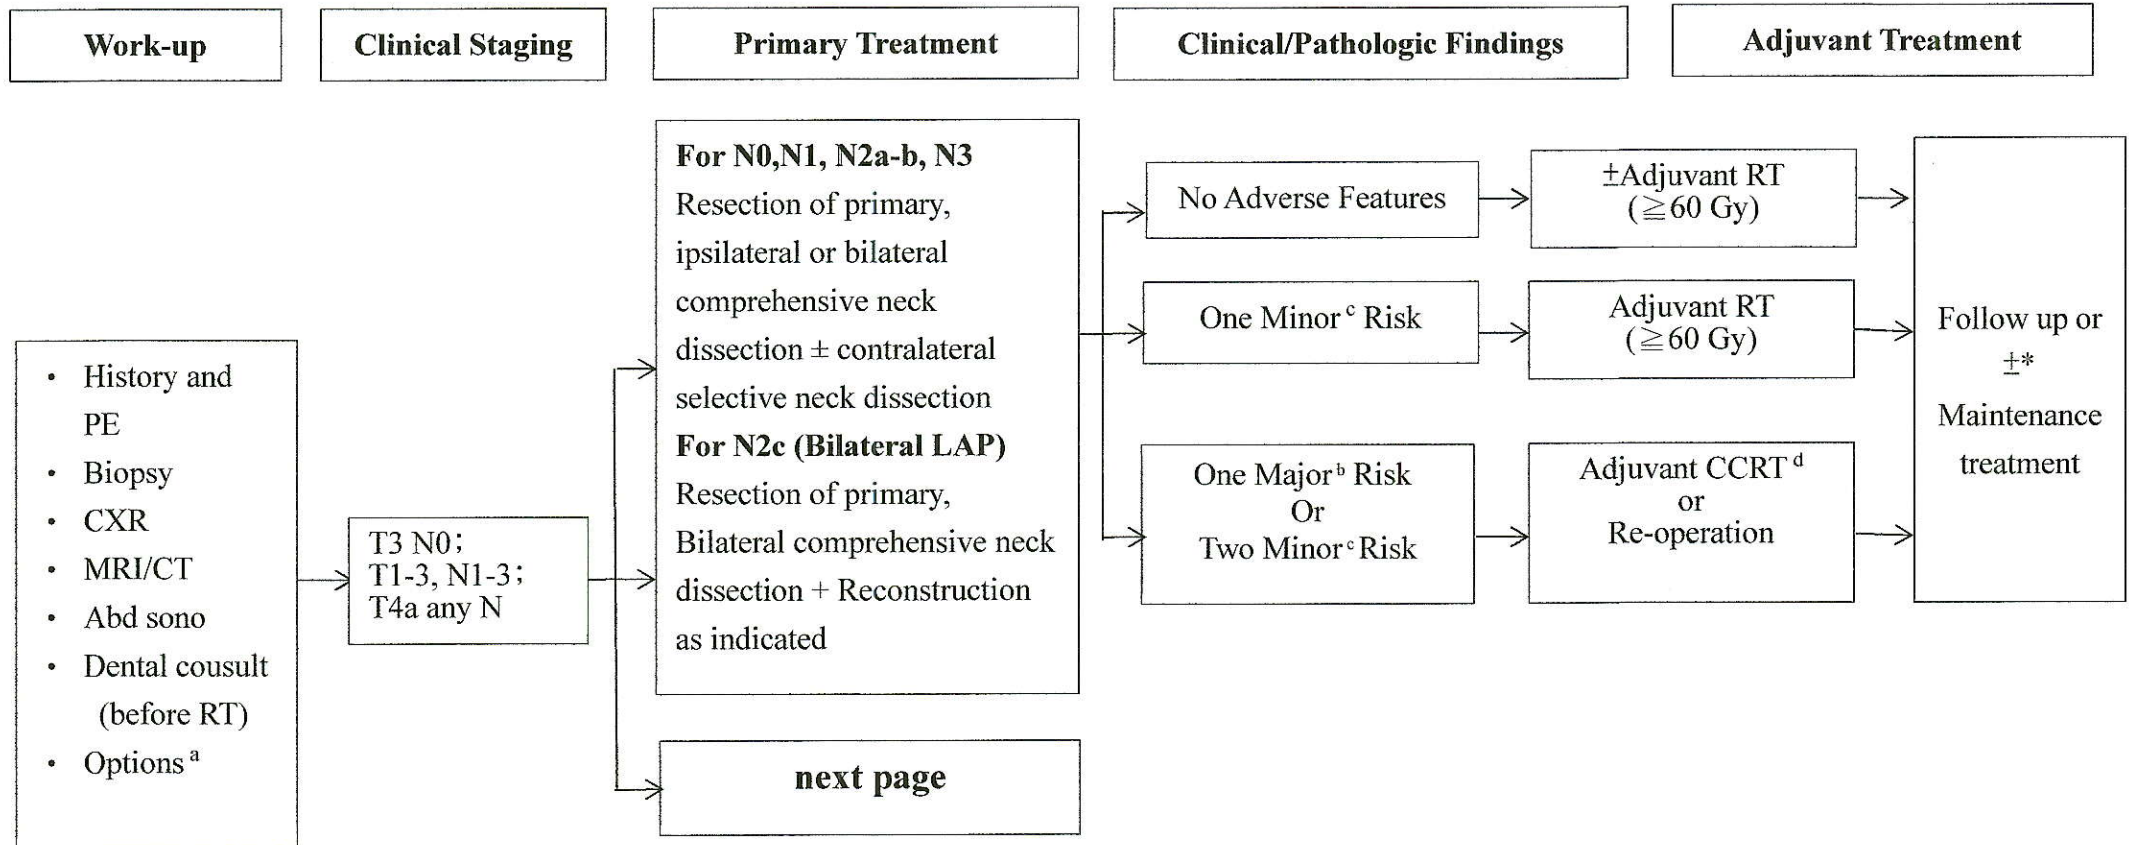 Work-up
Clinical Staging
Primary Treatment
Clinical/Pathologic Findings
Adjuvant Treatment
• History and
PE
• Biopsy
• CXR
• MRI/CT
• Abd sono
• Dental cousult
(before RT)
• Options a
T3 N0;
T1-3, N1-3;
T4a any N
For N0,N1, N2a-b, N3
Resection of primary,
ipsilateral or bilateral
comprehensive neck
dissection ± contralateral
selective neck dissection
For N2c (Bilateral LAP)
Resection of primary,
Bilateral comprehensive neck
dissection + Reconstruction
as indicated
next page
No Adverse Features
One Minor c Risk
One Major b Risk
Or
Two Minor c Risk
±Adjuvant RT
(≧60 Gy)
Adjuvant RT
(≧60 Gy)
Adjuvant CCRT d
or
Re-operation
Follow up or
±*
Maintenance
treatment